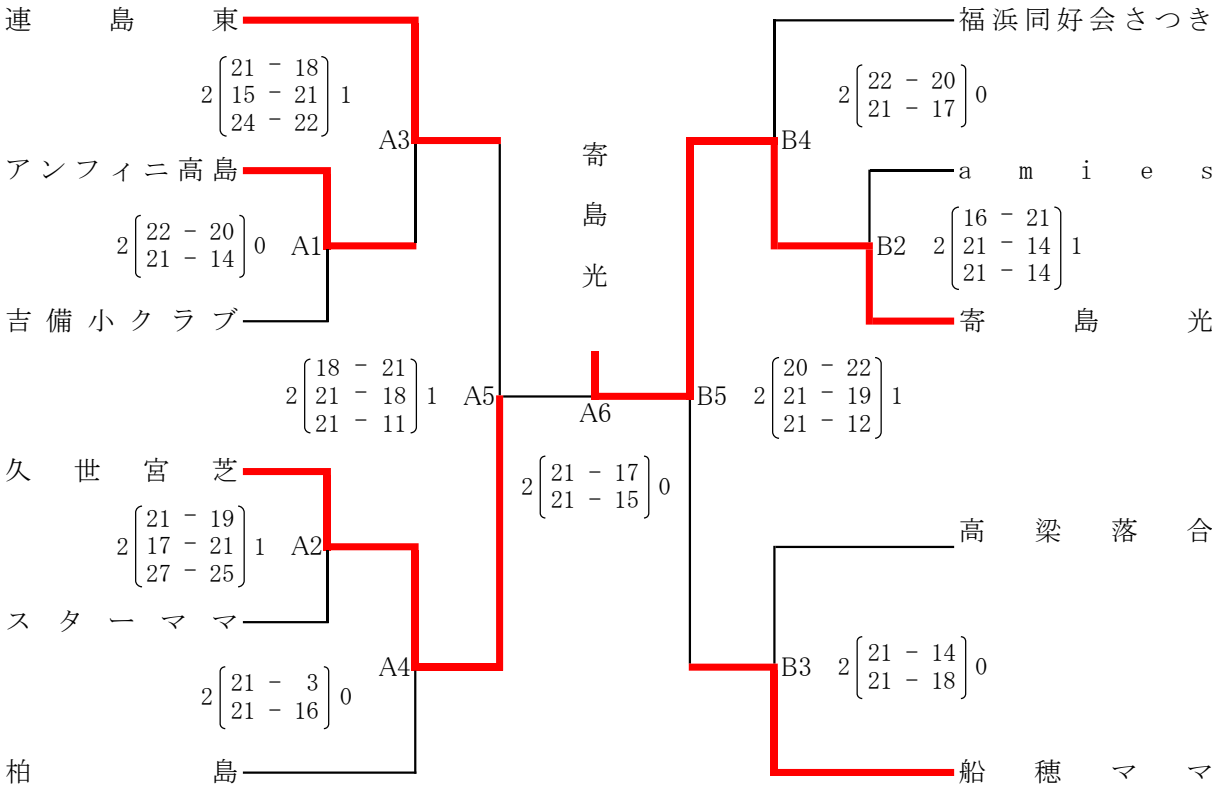 連島東
2 21 - 18 1
15 - 21
24 - 22
A3
アンフィニ高島
2 22 - 20 0
21 - 14
A1
吉備小クラブ
2 18 - 21 1
21 - 18
21 - 11
A5
久世宮芝
2 21 - 19 1
17 - 21
27 - 25
A2
スターママ
A4
2 21 - 3 0
21 - 16
柏島
寄島光
A6
2 21 - 17 0
21 - 15
福浜同好会さつき
2 22 - 20 0
21 - 17
B4
amies
B2
2 16 - 21 1
21 - 14
21 - 14
寄島光
B5
2 20 - 22 1
21 - 19
21 - 12
高梁落合
B3
2 21 - 14 0
21 - 18
船穂ママ